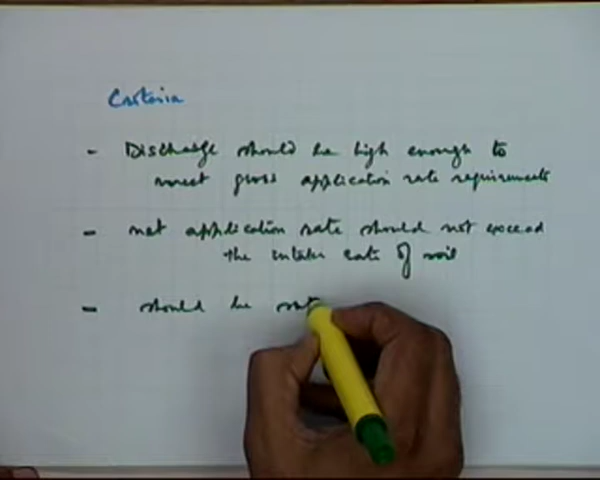 Criteria
- Discharge should be high enough to
meet gross application rate requirements
- net application rate should not exceed
the intake rate of soil
- should be